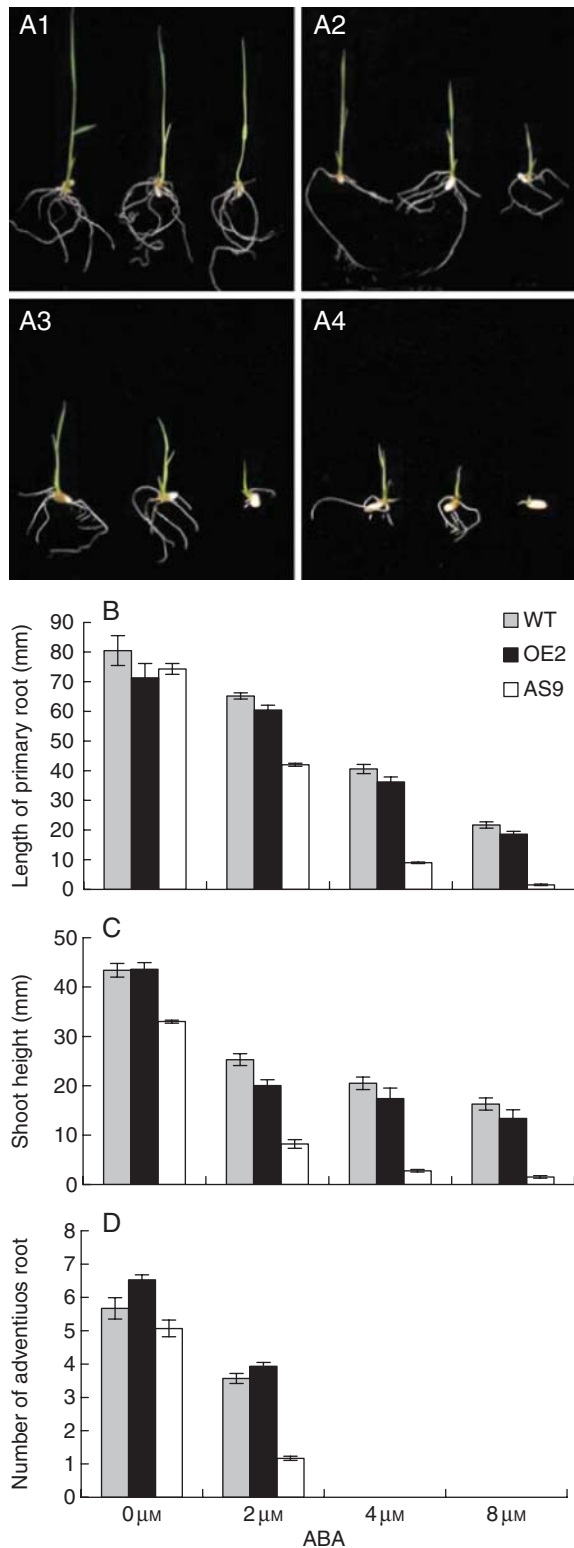 A1
A2
A3
A4
B
WT
OE2
AS9
Length of primary root (mm)
90
80
70
60
50
40
30
20
10
0
C
Shoot height (mm)
50
40
30
20
10
0
D
Number of adventiuos root
8
7
6
5
4
3
2
1
0
0 μM
2 μM
4 μM
8 μM
ABA